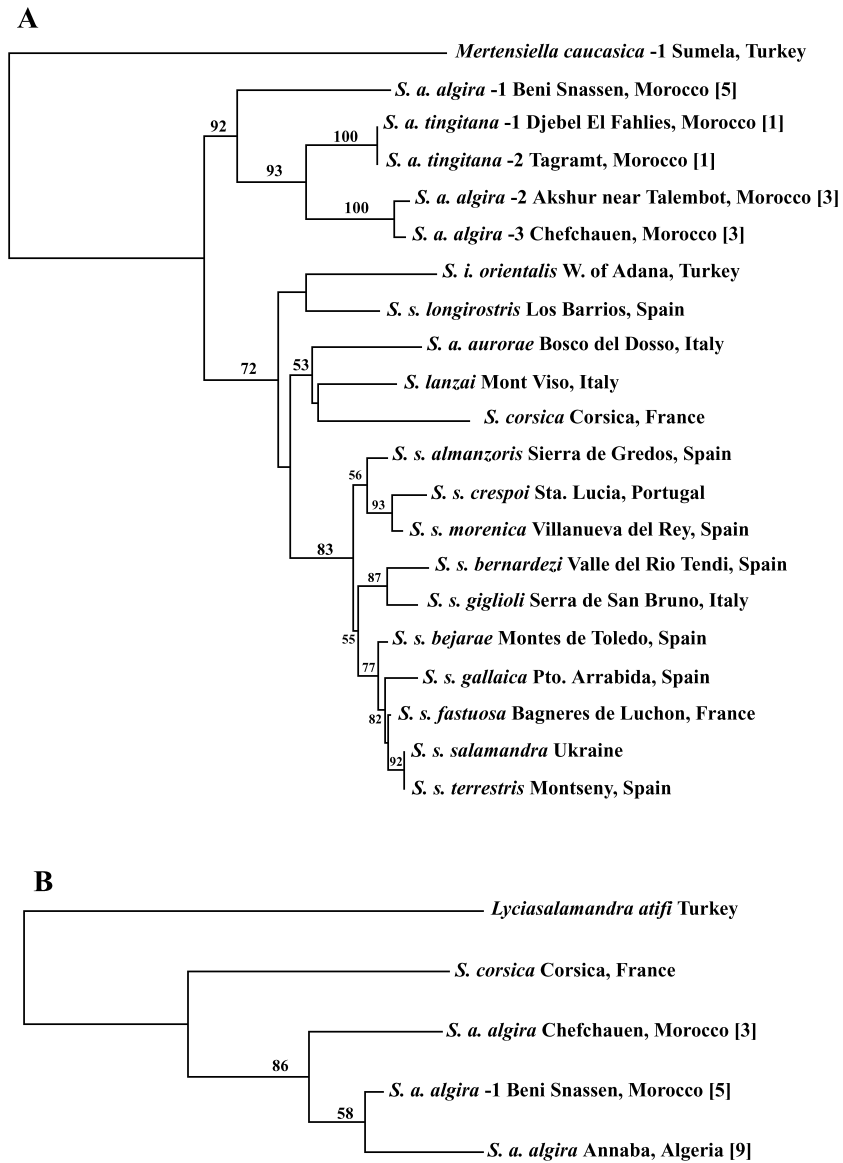 A
Mertensiella caucasica -1 Sumela, Turkey
S. a. algira -1 Beni Snassen, Morocco [5]
92
S. a. tingitana -1 Djebel El Fahlies, Morocco [1]
100
S. a. tingitana -2 Tagramt, Morocco [1]
93
S. a. algira -2 Akshur near Talembot, Morocco [3]
100
S. a. algira -3 Chefchauen, Morocco [3]
S. i. orientalis W. of Adana, Turkey
S. s. longirostris Los Barrios, Spain
S. a. aurorae Bosco del Dosso, Italy
72
53
S. lanzai Mont Viso, Italy
S. corsica Corsica, France
S. s. almanzoris Sierra de Gredos, Spain
56
S. s. crespoi Sta. Lucia, Portugal
93
S. s. morenica Villanueva del Rey, Spain
83
S. s. bernardezi Valle del Rio Tendi, Spain
87
S. s. giglioli Serra de San Bruno, Italy
55
S. s. bejarae Montes de Toledo, Spain
77
S. s. gallaica Pto. Arrabida, Spain
S. s. fastuosa Bagneres de Luchon, France
82
S. s. salamandra Ukraine
92
S. s. terrestris Montseny, Spain
B
Lyciasalamandra atifi Turkey
S. corsica Corsica, France
S. a. algira Chefchauen, Morocco [3]
86
S. a. algira -1 Beni Snassen, Morocco [5]
58
S. a. algira Annaba, Algeria [9]